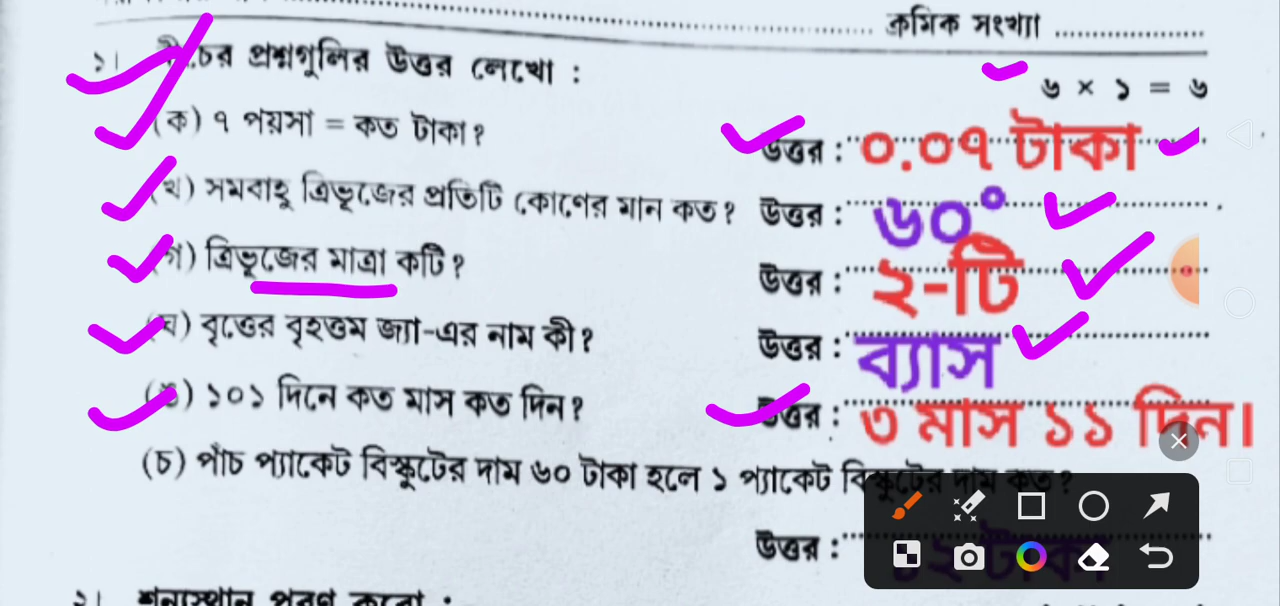 ক্রমিক সংখ্যা
১। নীচের প্রশ্নগুলির উত্তর লেখো : ৬ × ১ = ৬
(ক) ৭ পয়সা = কত টাকা? উত্তর : ০.০৭ টাকা
(খ) সমবাহু ত্রিভূজের প্রতিটি কোণের মান কত? উত্তর : ৬০°
(গ) ত্রিভূজের মাত্রা কটি? উত্তর : ২-টি
(ঘ) বৃত্তের বৃহত্তম জ্যা-এর নাম কী? উত্তর : ব্যাস
(ঙ) ১০১ দিনে কত মাস কত দিন? উত্তর : ৩ মাস ১১ দিন।
(চ) পাঁচ প্যাকেট বিস্কুটের দাম ৬০ টাকা হলে ১ প্যাকেট বিস্কুটের দাম কত?
উত্তর : ১২ টাকা
২। শূন্যস্থান পূরণ করো :